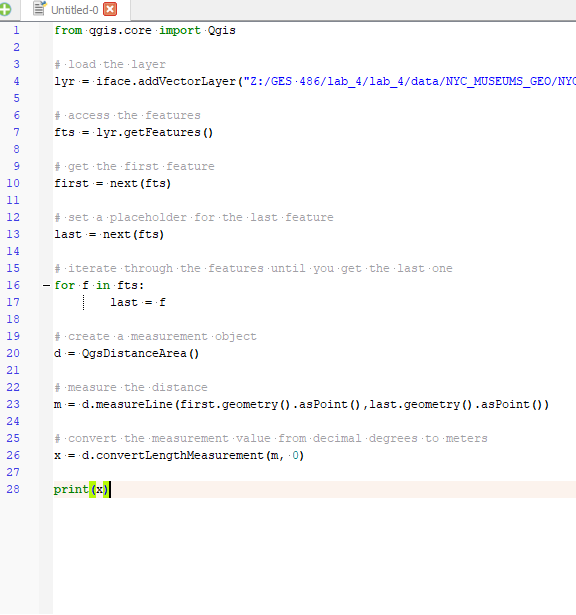 Untitled-0
1 from qgis.core import Qgis
2
3 # load the layer
4 lyr = iface.addVectorLayer("Z:/GES 486/lab_4/lab_4/data/NYC_MUSEUMS_GEO/NYC
5
6 # access the features
7 fts = lyr.getFeatures()
8
9 # get the first feature
10 first = next(fts)
11
12 # set a placeholder for the last feature
13 last = next(fts)
14
15 # iterate through the features until you get the last one
16 for f in fts:
17         last = f
18
19 # create a measurement object
20 d = QgsDistanceArea()
21
22 # measure the distance
23 m = d.measureLine(first.geometry().asPoint(),last.geometry().asPoint())
24
25 # convert the measurement value from decimal degrees to meters
26 x = d.convertLengthMeasurement(m, 0)
27
28 print(x)